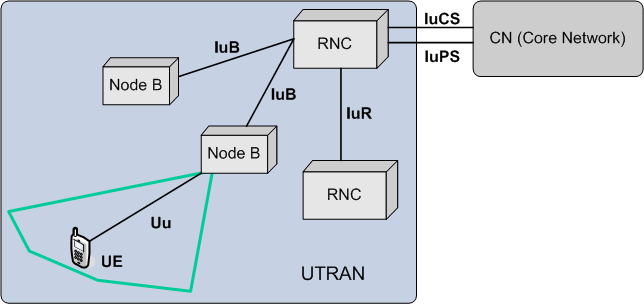 IuCS
RNC
CN (Core Network)
IuB
IuPS
Node B
IuB
IuR
Node B
RNC
Uu
UE
UTRAN